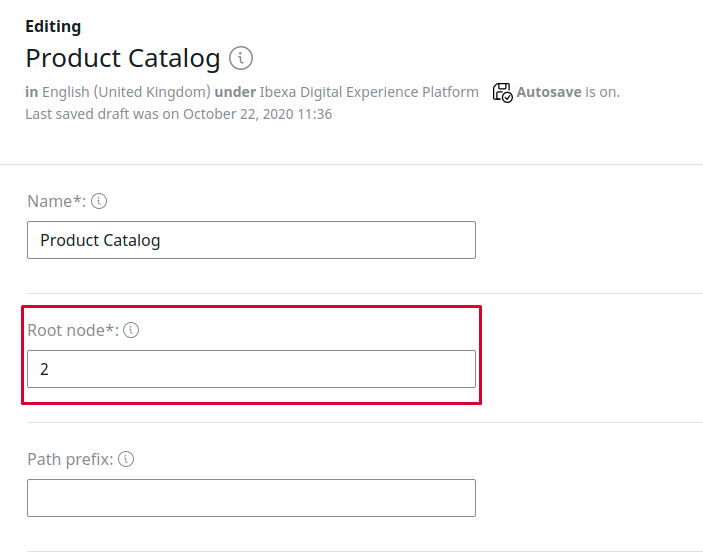 Editing
Product Catalog
in English (United Kingdom) under Ibexa Digital Experience Platform Autosave is on.
Last saved draft was on October 22, 2020 11:36
Name*:
Product Catalog
Root node*:
2
Path prefix: